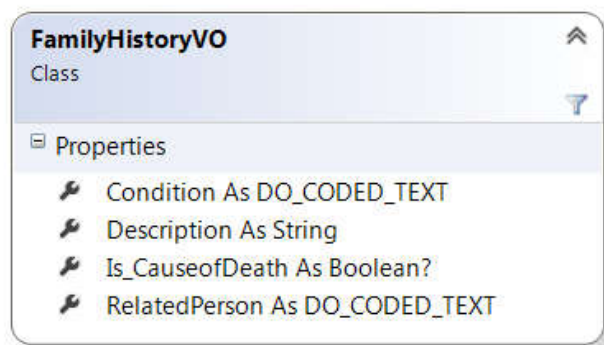 FamilyHistoryVO
Class
Properties
Condition As DO_CODED_TEXT
Description As String
Is_CauseofDeath As Boolean?
RelatedPerson As DO_CODED_TEXT